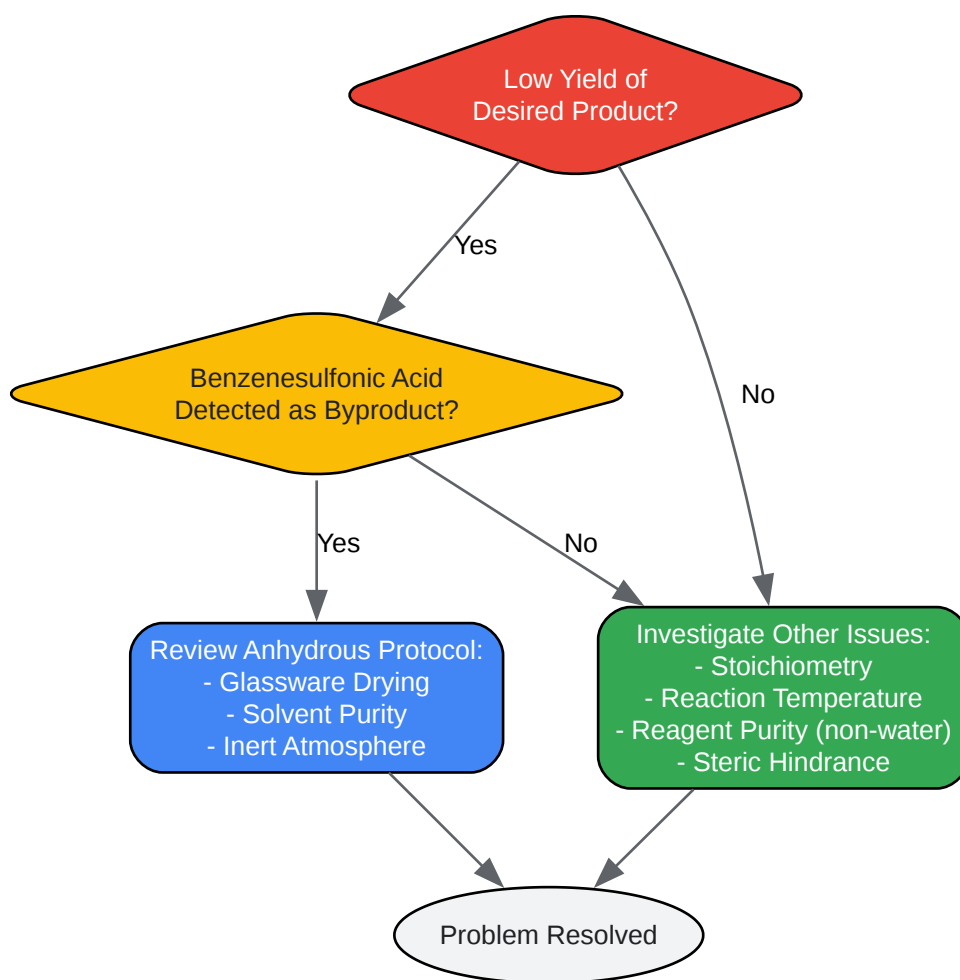 Low Yield of
Desired Product?
Yes
Benzenesulfonic Acid
Detected as Byproduct?
No
Yes
No
Review Anhydrous Protocol:
- Glassware Drying
- Solvent Purity
- Inert Atmosphere
Investigate Other Issues:
- Stoichiometry
- Reaction Temperature
- Reagent Purity (non-water)
- Steric Hindrance
Problem Resolved